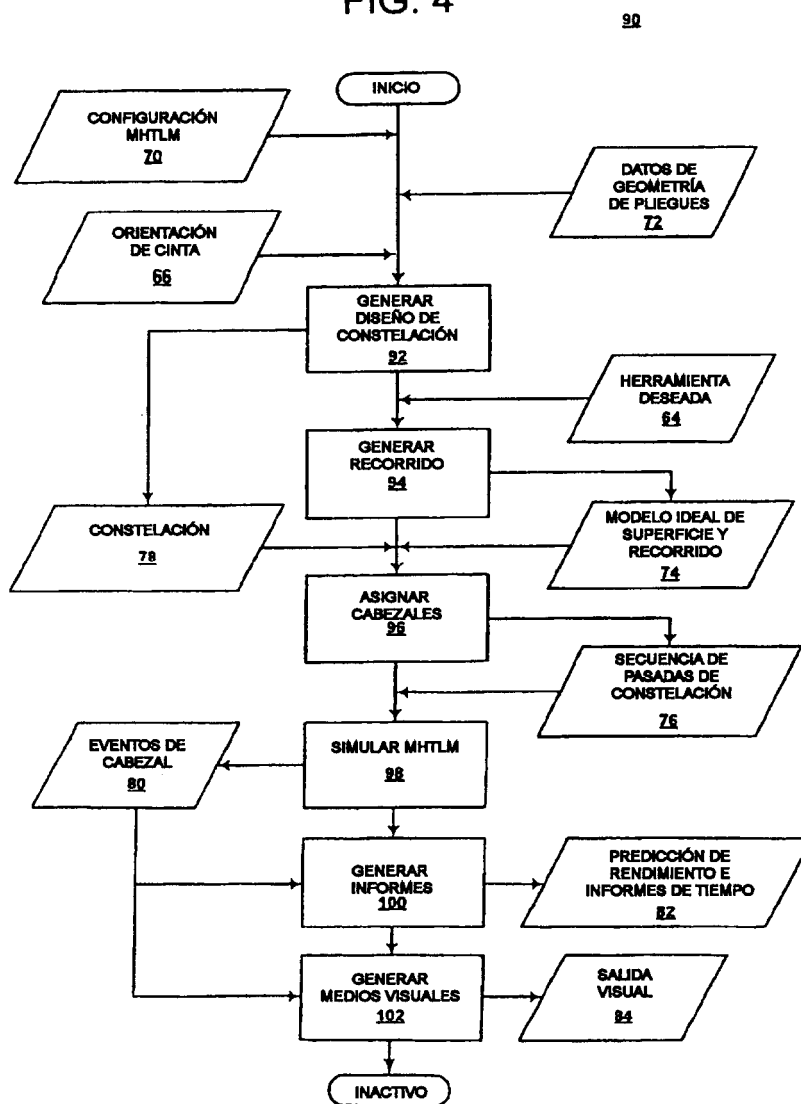 FIG. 4
90
INICIO
CONFIGURACIÓN
MHTLM
70
DATOS DE
GEOMETRÍA
DE PLIEGUES
72
ORIENTACIÓN
DE CINTA
66
GENERAR
DISEÑO DE
CONSTELACIÓN
92
HERRAMIENTA
DESEADA
64
GENERAR
RECORRIDO
94
CONSTELACIÓN
78
MODELO IDEAL DE
SUPERFICIE Y
RECORRIDO
74
ASIGNAR
CABEZALES
96
SECUENCIA DE
PASADAS DE
CONSTELACIÓN
76
EVENTOS DE
CABEZAL
80
SIMULAR MHTLM
98
GENERAR
INFORMES
100
PREDICCIÓN DE
RENDIMIENTO E
INFORMES DE TIEMPO
82
GENERAR
MEDIOS VISUALES
102
SALIDA
VISUAL
84
INACTIVO